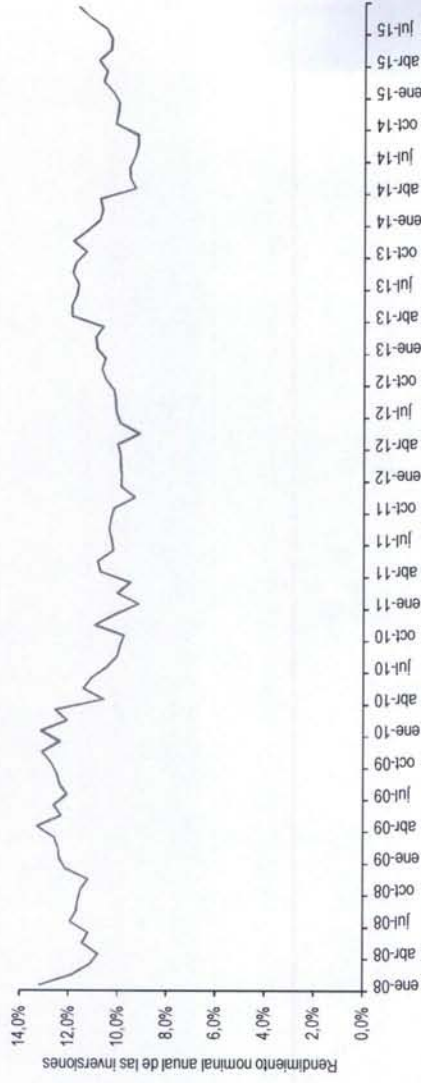 Rendimiento nominal anual de las inversiones
14,0%
12,0%
10,0%
8,0%
6,0%
4,0%
2,0%
0,0%
ene-08
abr-08
jul-08
oct-08
ene-09
abr-09
jul-09
oct-09
ene-10
abr-10
jul-10
oct-10
ene-11
abr-11
jul-11
oct-11
ene-12
abr-12
jul-12
oct-12
ene-13
abr-13
jul-13
oct-13
ene-14
abr-14
jul-14
oct-14
ene-15
abr-15
jul-15